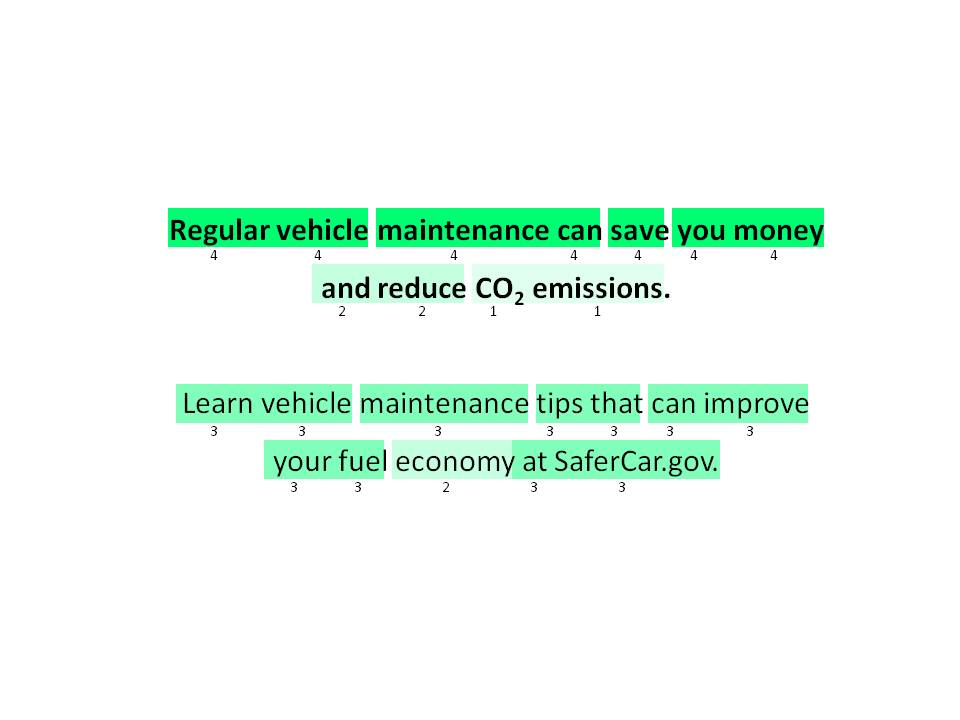 Regular vehicle maintenance can save you money
4 4 4 4 4 4 4
and reduce CO₂ emissions.
2 2 1 1
Learn vehicle maintenance tips that can improve
3 3 3 3 3 3 3
your fuel economy at SaferCar.gov.
3 3 2 3 3